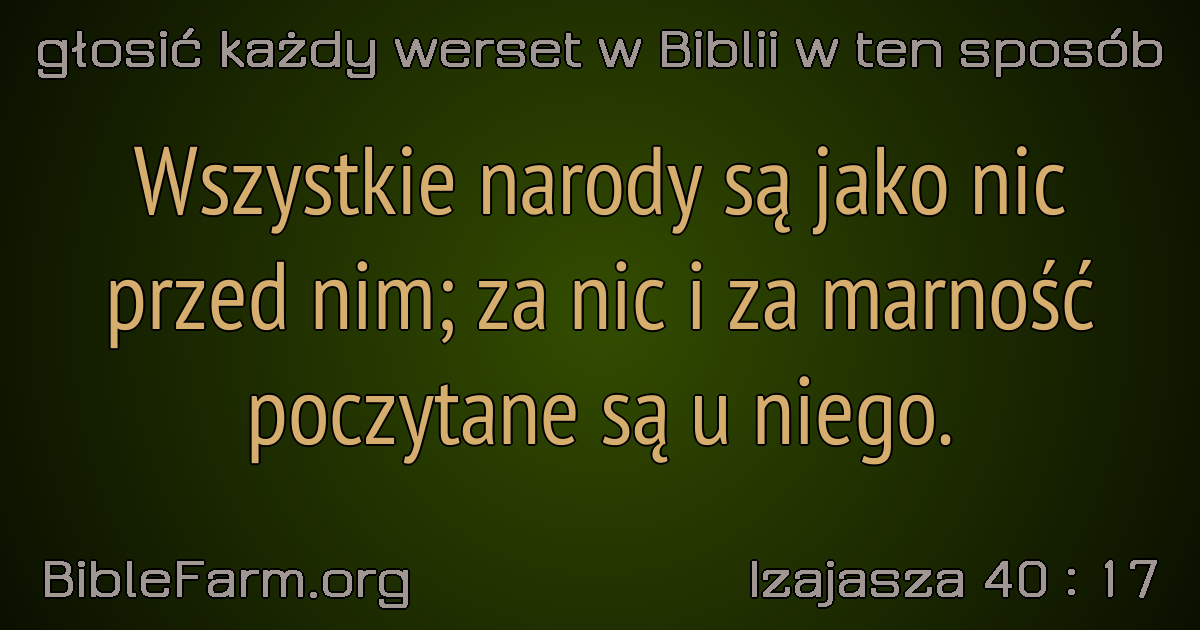 głosić każdy werset w Biblii w ten sposób
Wszystkie narody są jako nic
przed nim; za nic i za marność
poczytane są u niego.
BibleFarm.org
Izajasza 40 : 17